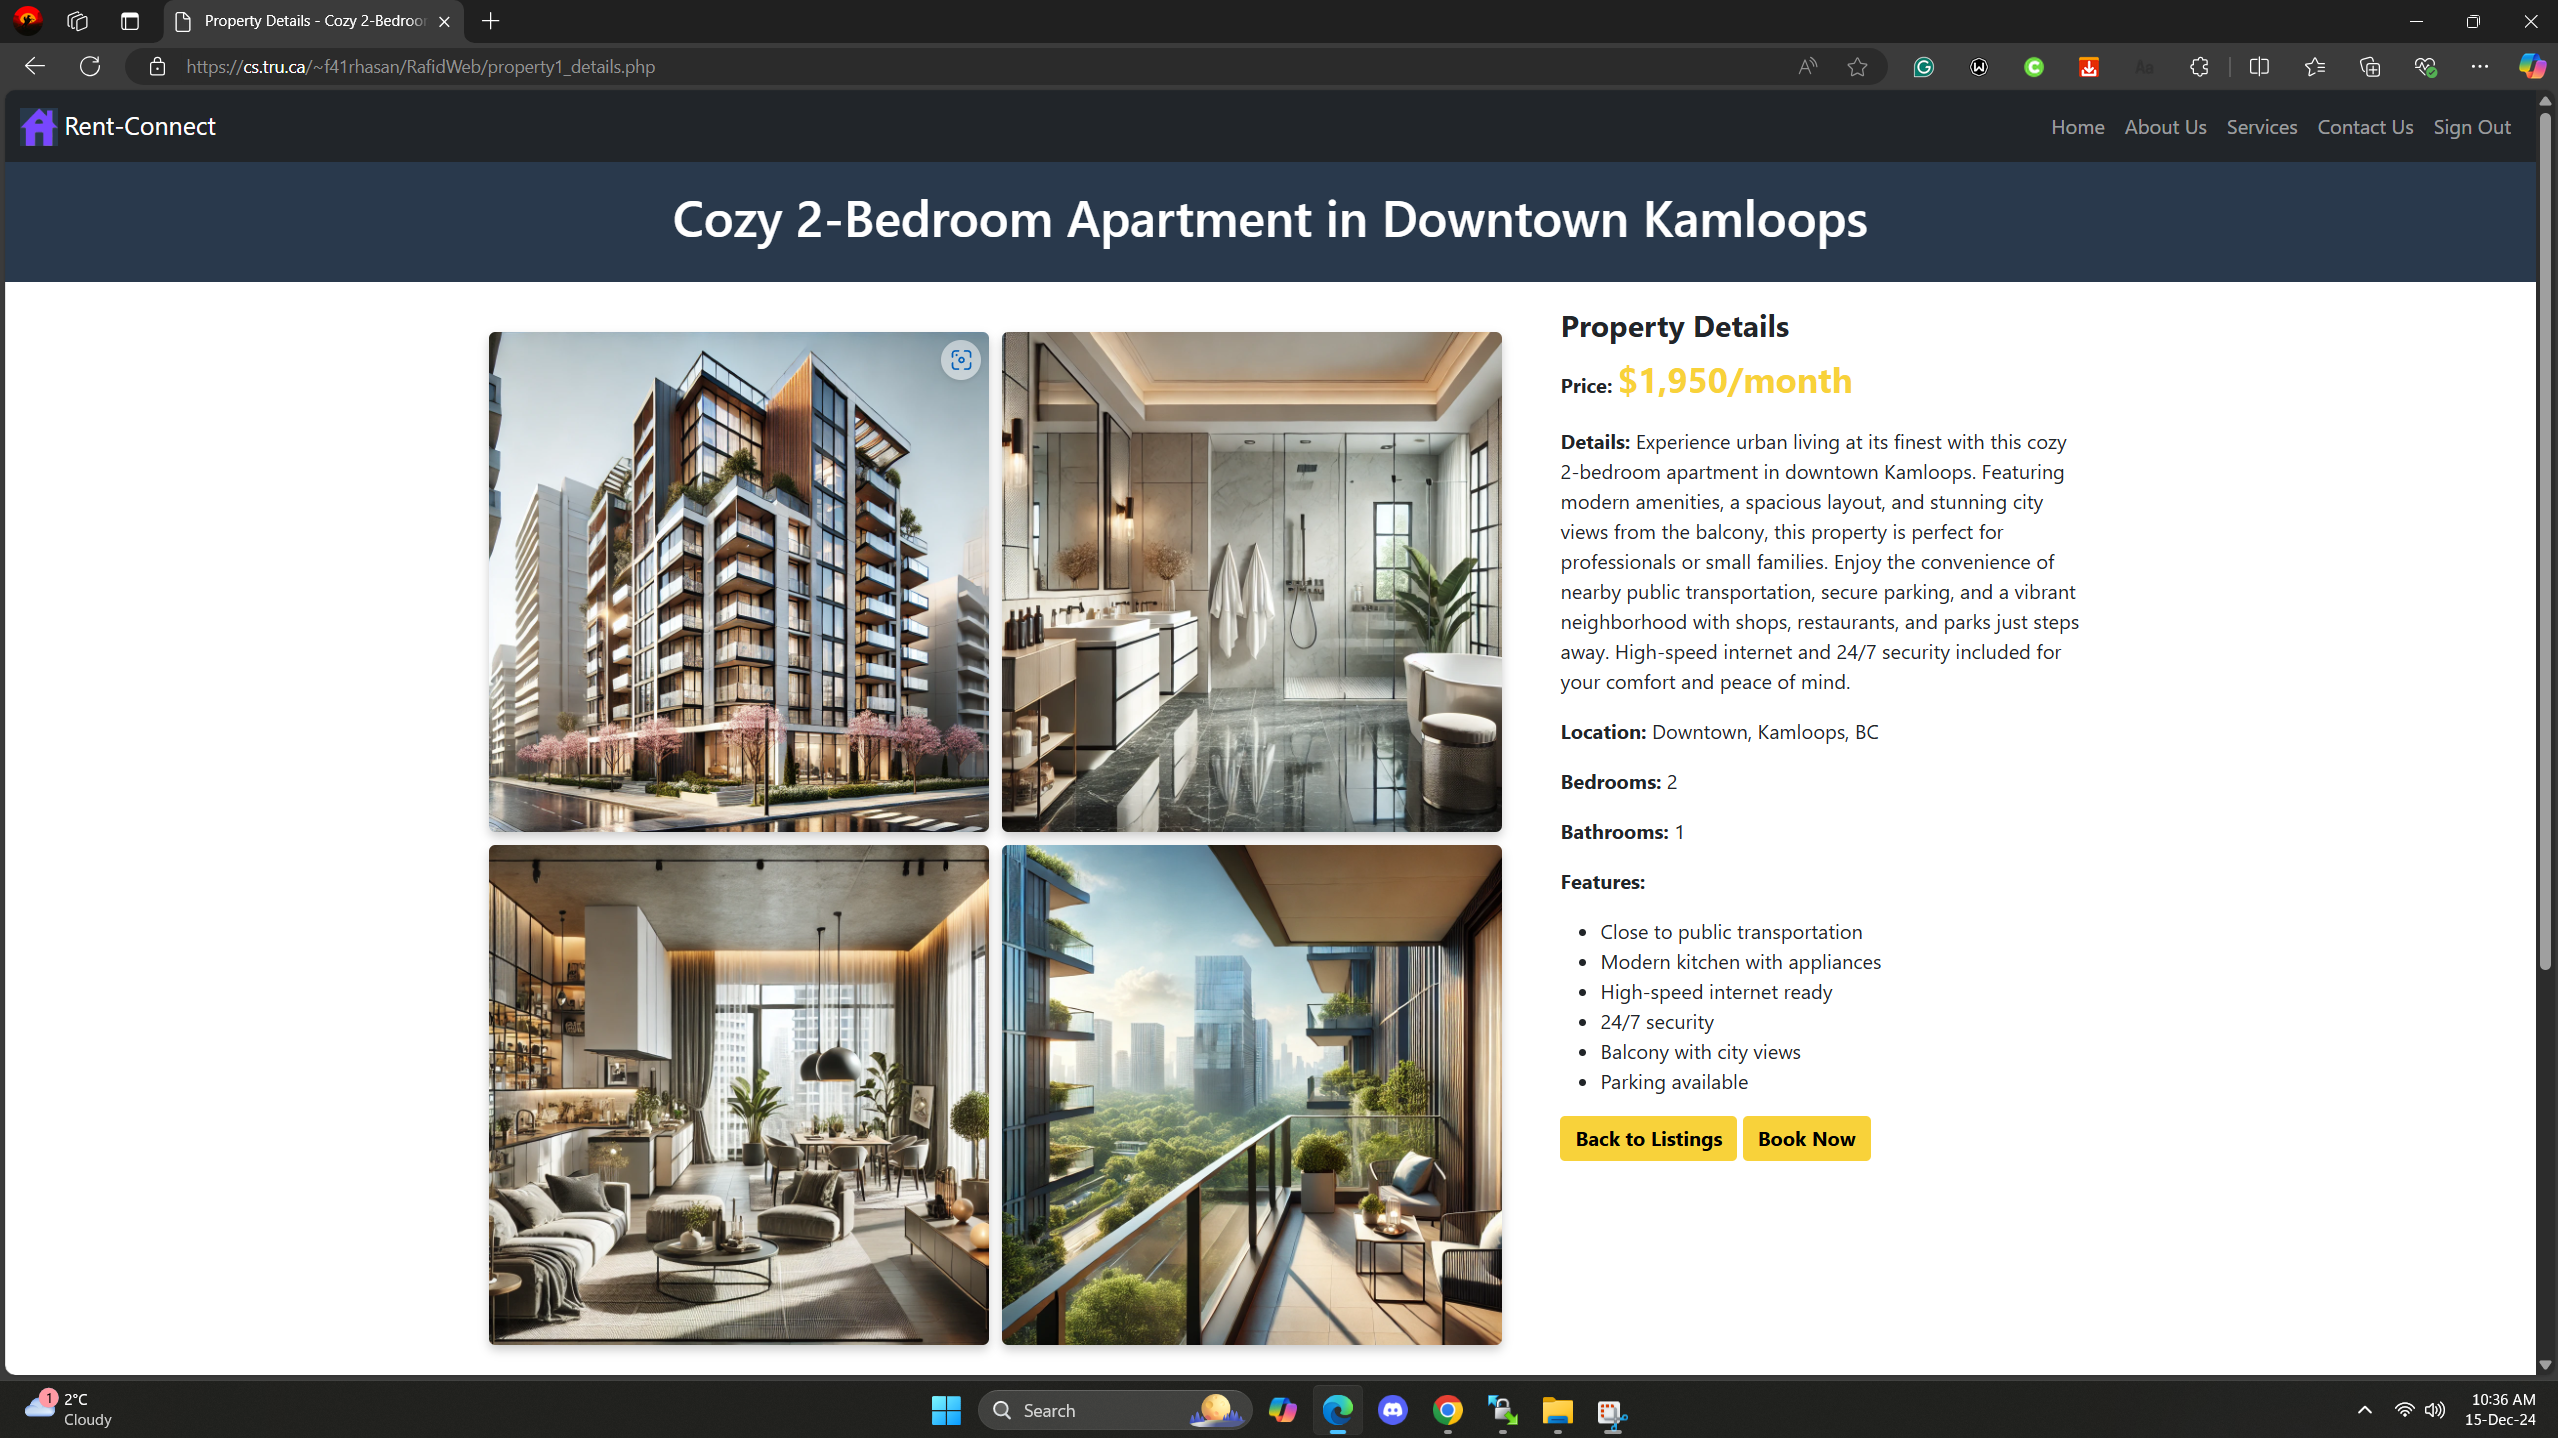 Property Details - Cozy 2-Bedroo
https://cs.tru.ca/~f41rhasan/RafidWeb/property1_details.php
Rent-Connect
Home About Us Services Contact Us Sign Out
Cozy 2-Bedroom Apartment in Downtown Kamloops
Property Details
Price: $1,950/month
Details: Experience urban living at its finest with this cozy
2-bedroom apartment in downtown Kamloops. Featuring
modern amenities, a spacious layout, and stunning city
views from the balcony, this property is perfect for
professionals or small families. Enjoy the convenience of
nearby public transportation, secure parking, and a vibrant
neighborhood with shops, restaurants, and parks just steps
away. High-speed internet and 24/7 security included for
your comfort and peace of mind.
Location: Downtown, Kamloops, BC
Bedrooms: 2
Bathrooms: 1
Features:
• Close to public transportation
• Modern kitchen with appliances
• High-speed internet ready
• 24/7 security
• Balcony with city views
• Parking available
Back to Listings Book Now
1
2°C
Cloudy
Search
10:36 AM
15-Dec-24